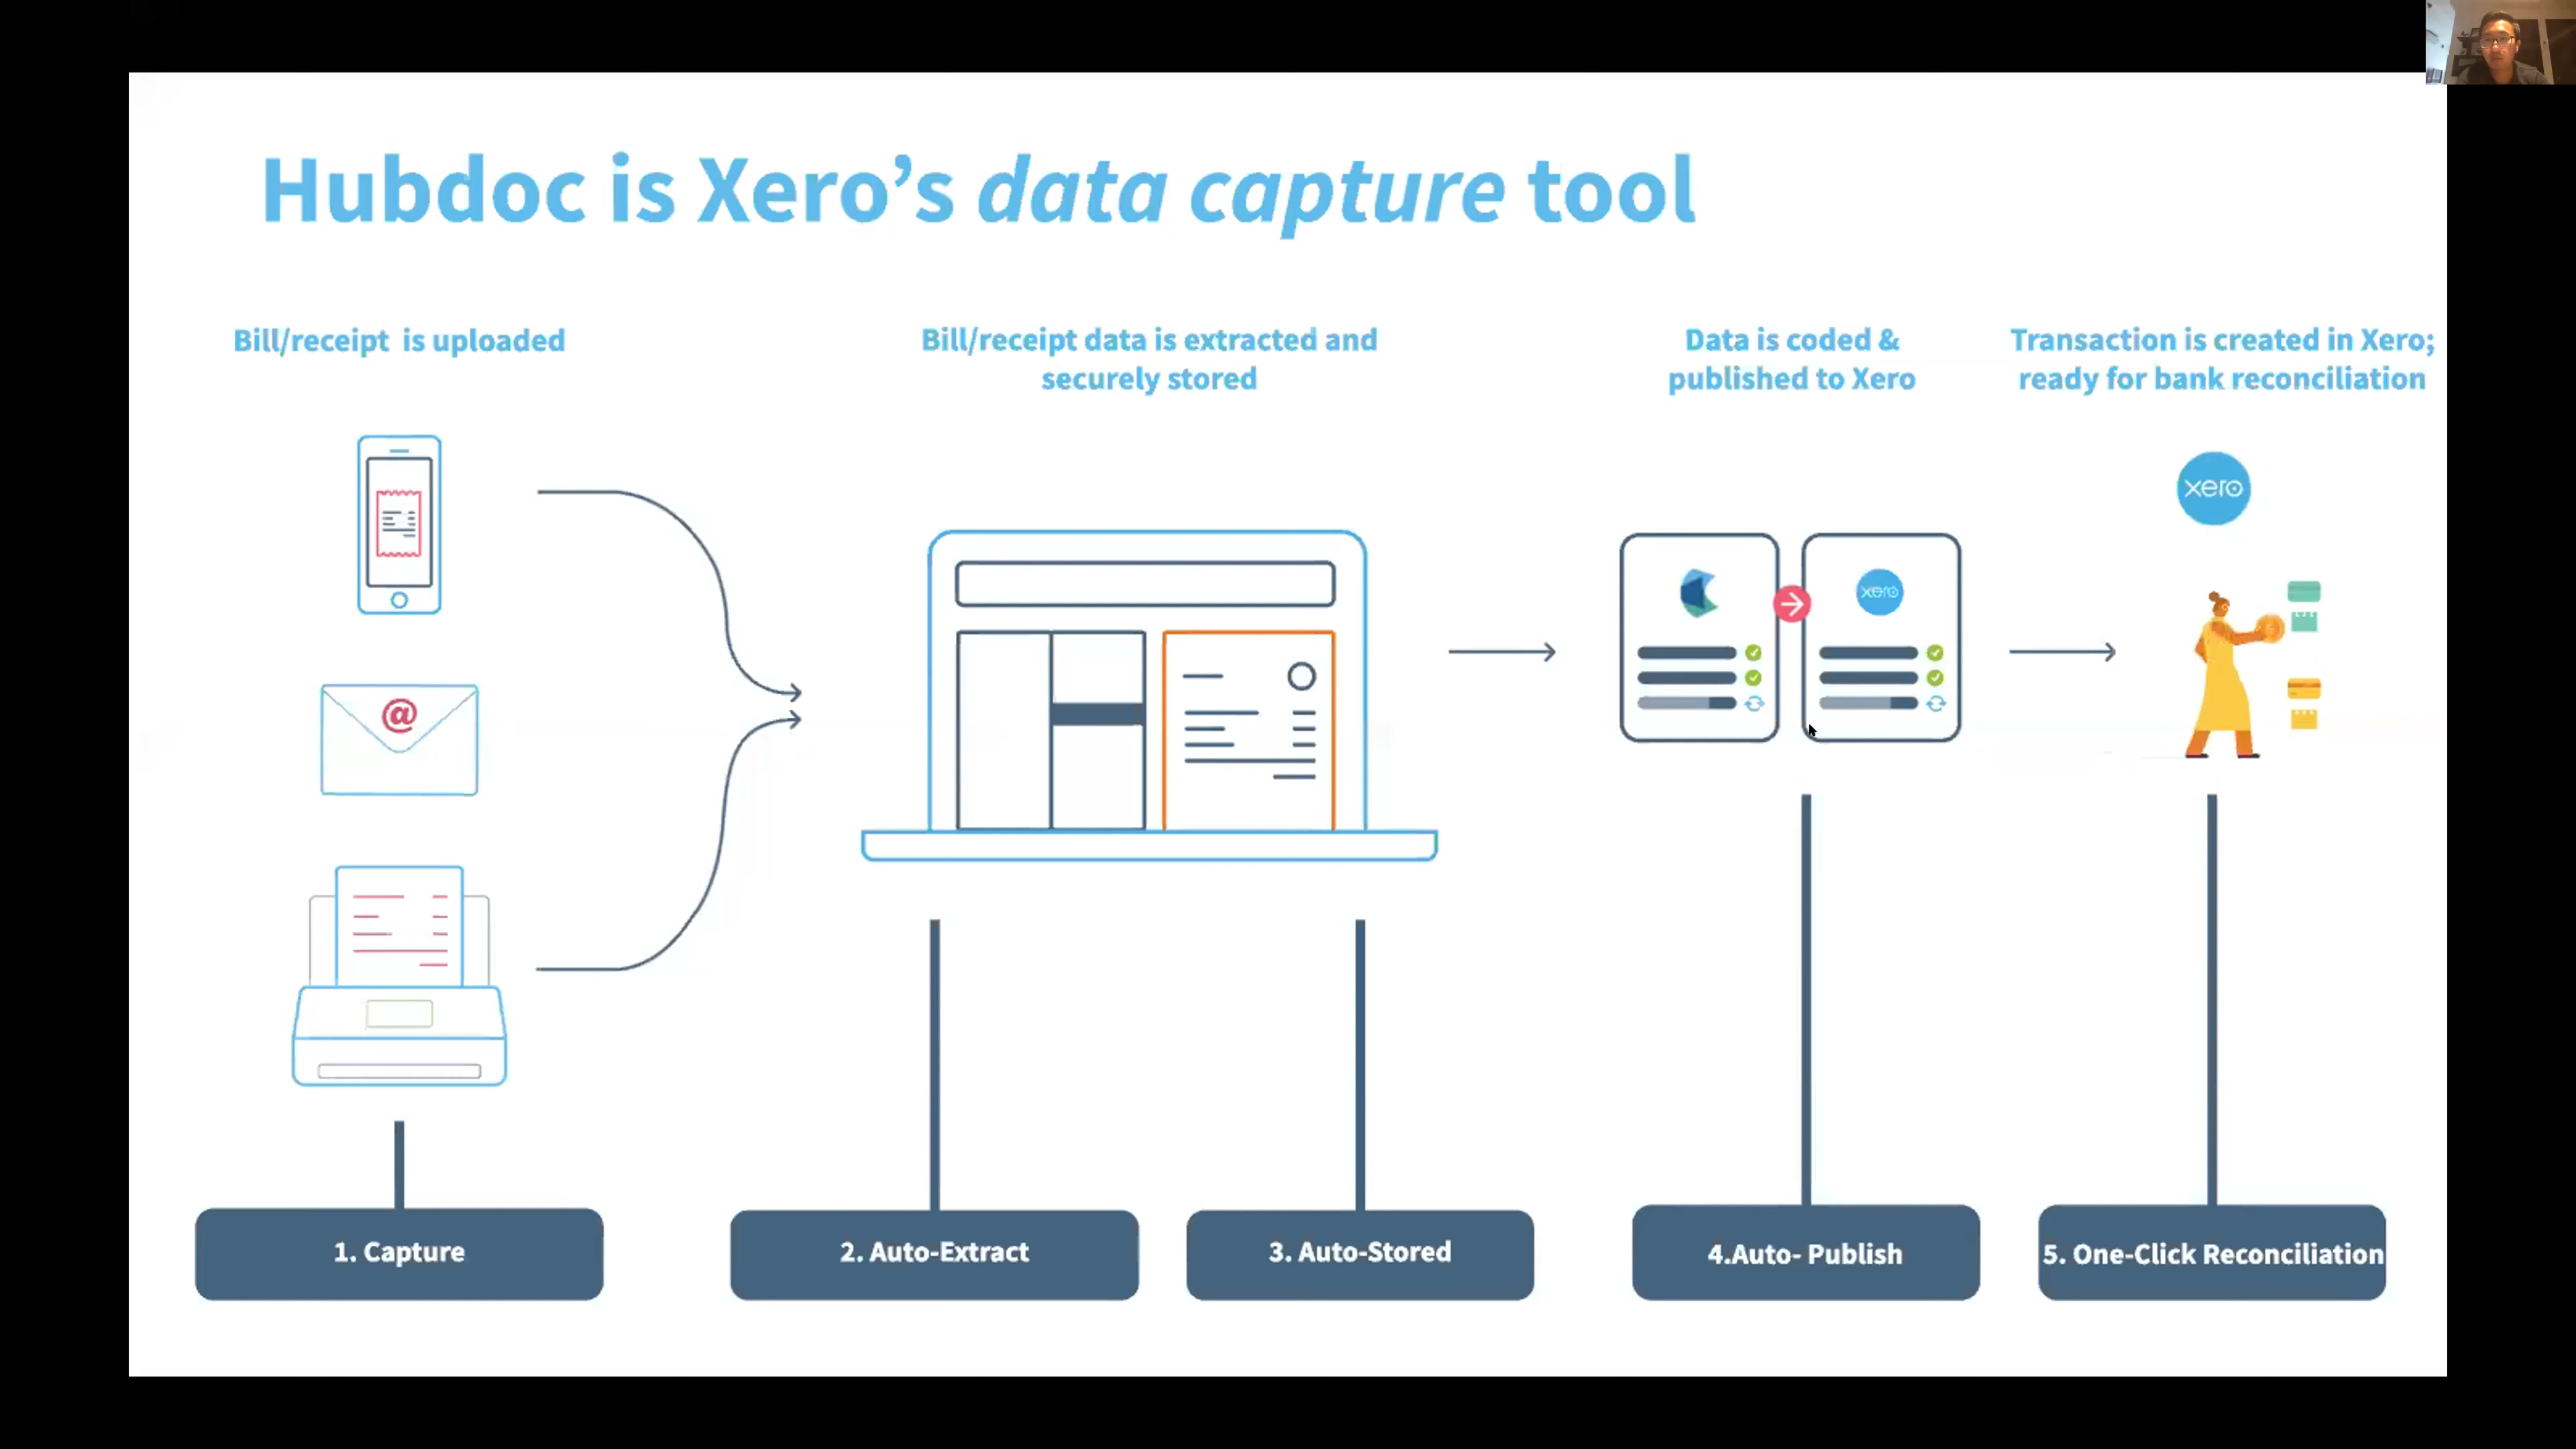 Hubdoc is Xero’s data capture tool
Bill/receipt is uploaded
Bill/receipt data is extracted and
securely stored
Data is coded &
published to Xero
Transaction is created in Xero;
ready for bank reconciliation
@
xero
xero
1. Capture
2. Auto-Extract
3. Auto-Stored
4.Auto- Publish
5. One-Click Reconciliation